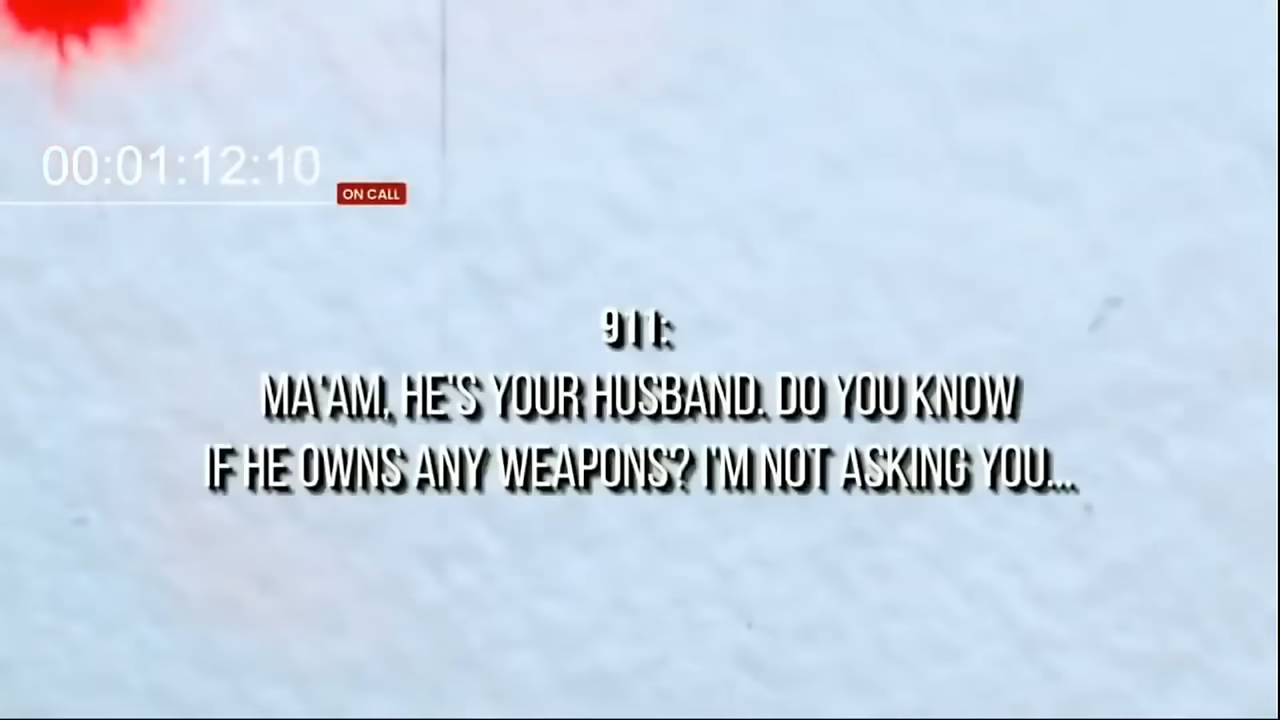 00:01:12:10
ON CALL
911:
MA'AM, HE'S YOUR HUSBAND. DO YOU KNOW
IF HE OWNS ANY WEAPONS? I'M NOT ASKING YOU...